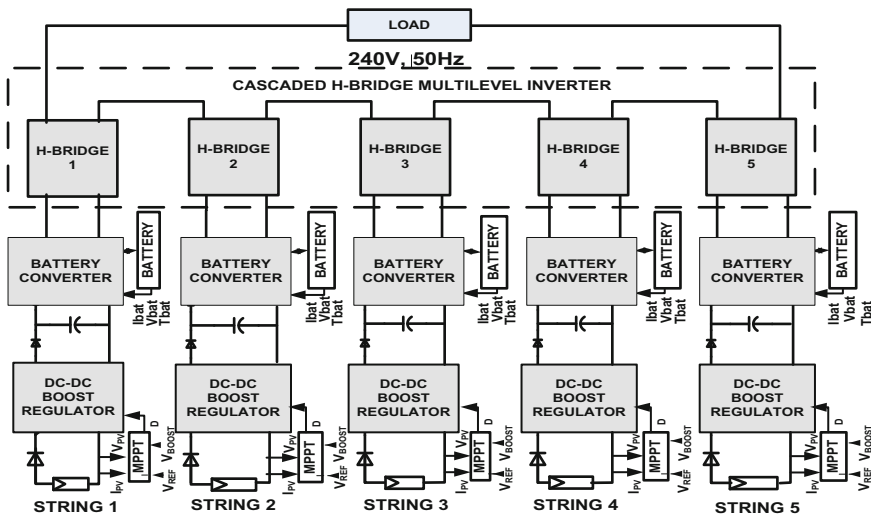 LOAD
240V, 50Hz
CASCADED H-BRIDGE MULTILEVEL INVERTER
H-BRIDGE
1
H-BRIDGE
2
H-BRIDGE
3
H-BRIDGE
4
H-BRIDGE
5
BATTERY
CONVERTER
BATTERY
Ibat
Vbat
Tbat
BATTERY
CONVERTER
BATTERY
Ibat
Vbat
Tbat
BATTERY
CONVERTER
BATTERY
Ibat
Vbat
Tbat
BATTERY
CONVERTER
BATTERY
Ibat
Vbat
Tbat
BATTERY
CONVERTER
BATTERY
Ibat
Vbat
Tbat
DC-DC
BOOST
REGULATOR
D
VPV
IPV
MPPT
VBOOST
VREF
DC-DC
BOOST
REGULATOR
D
VPV
IPV
MPPT
VBOOST
VREF
DC-DC
BOOST
REGULATOR
D
VPV
IPV
MPPT
VBOOST
VREF
DC-DC
BOOST
REGULATOR
D
VPV
IPV
MPPT
VBOOST
VREF
DC-DC
BOOST
REGULATOR
D
VPV
IPV
MPPT
VBOOST
VREF
STRING 1
STRING 2
STRING 3
STRING 4
STRING 5